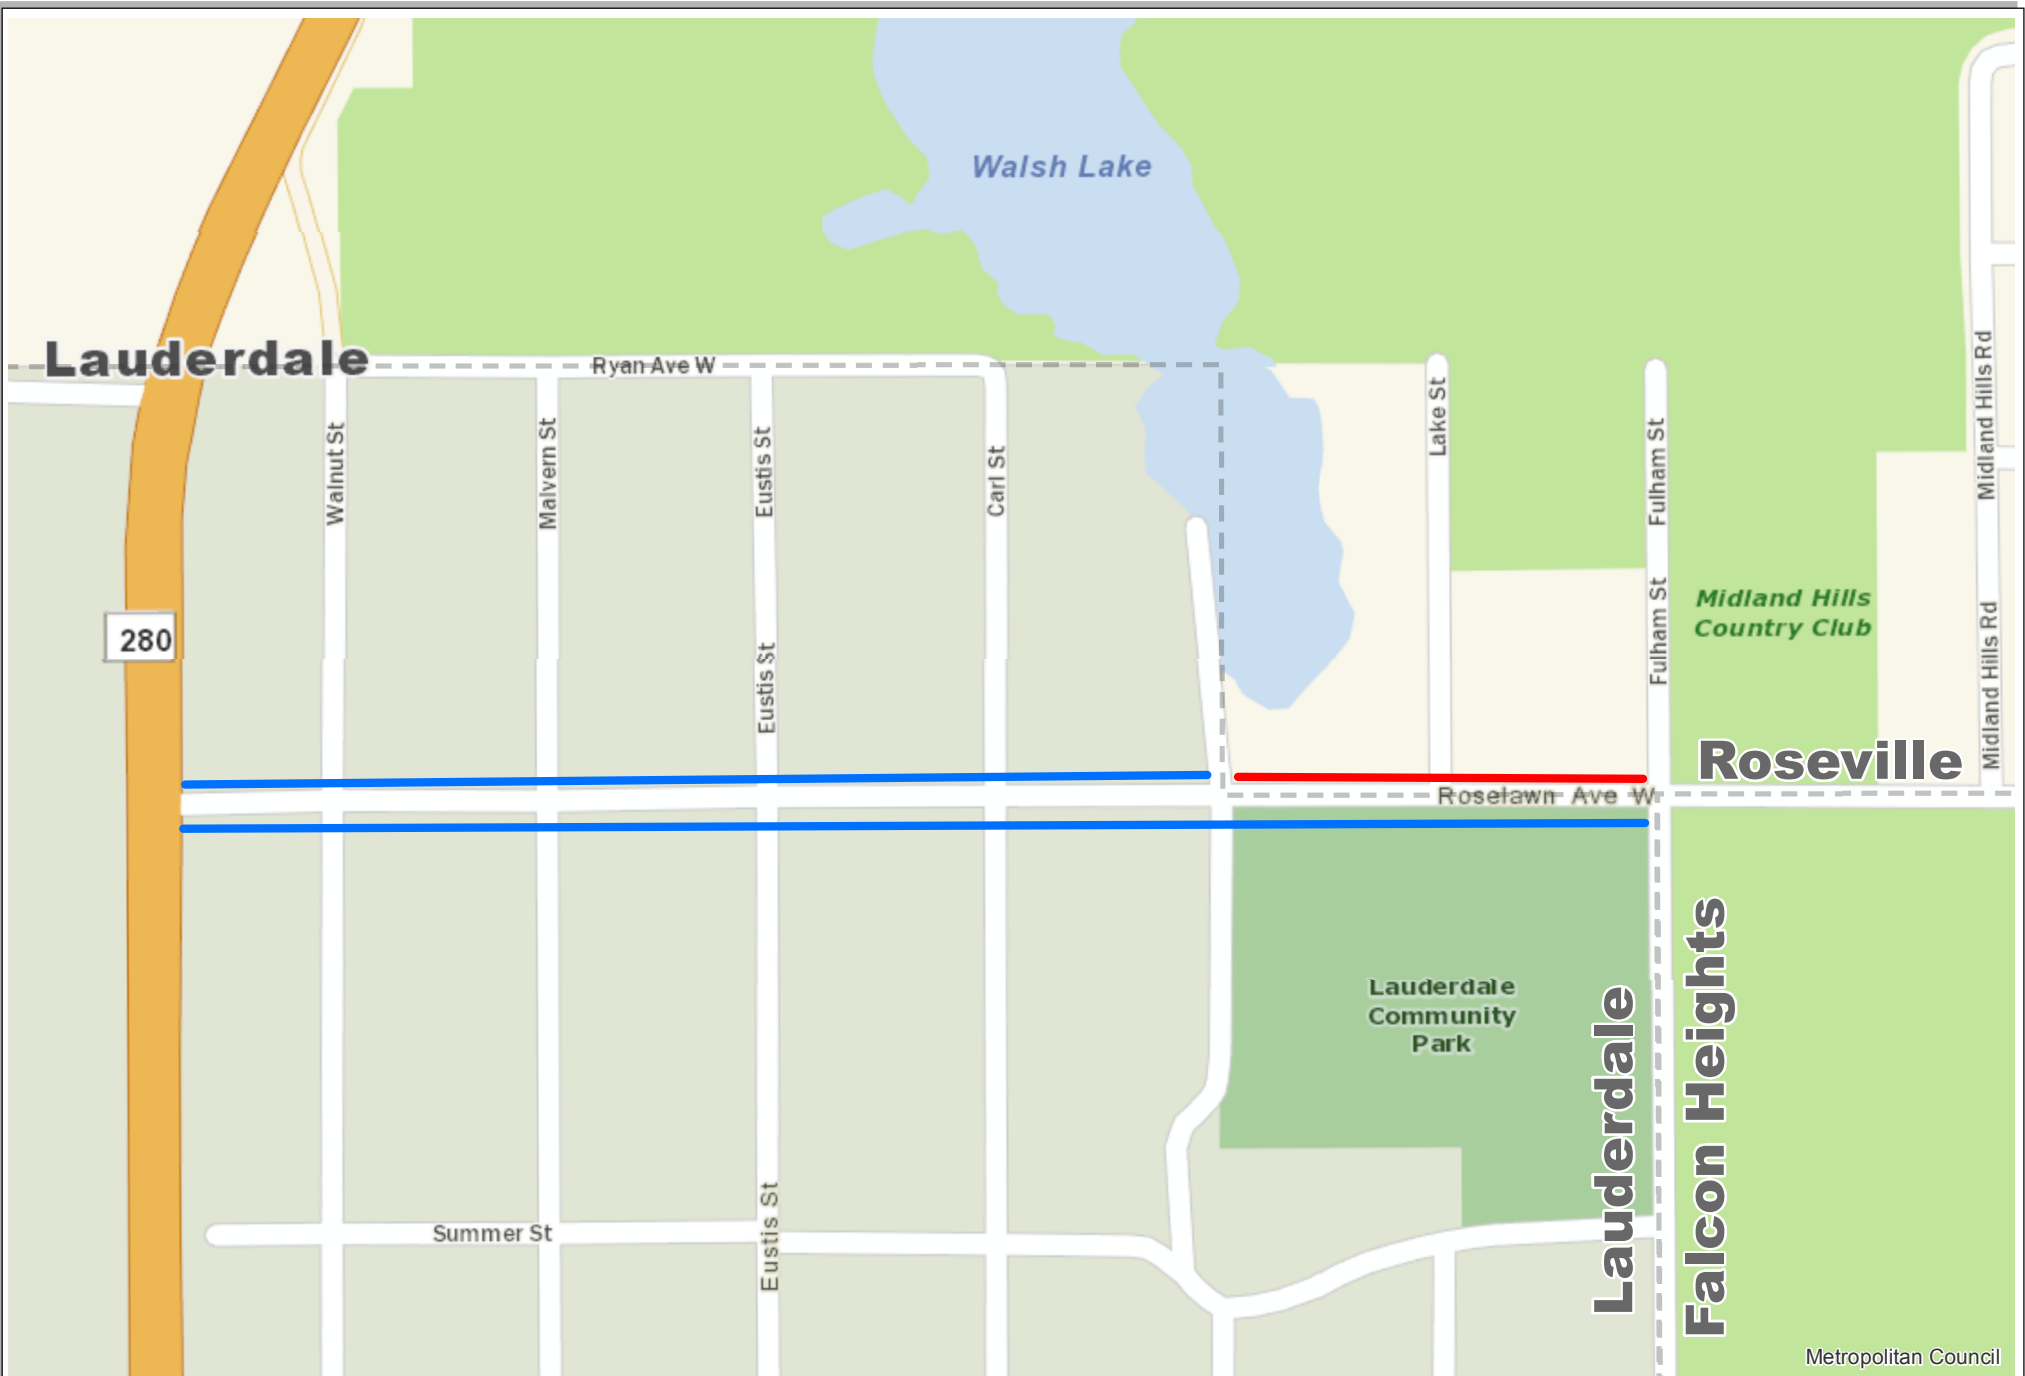 Walsh Lake
Lauderdale
Ryan Ave W
Walnut St
Malvern St
Eustis St
Carl St
Lake St
Fulham St
Midland Hills Rd
280
Eustis St
Fulham St
Midland Hills
Country Club
Midland Hills Rd
Roseville
Roselawn Ave W
Lauderdale
Community
Park
Lauderdale
Falcon Heights
Summer St
Eustis St
Metropolitan Council